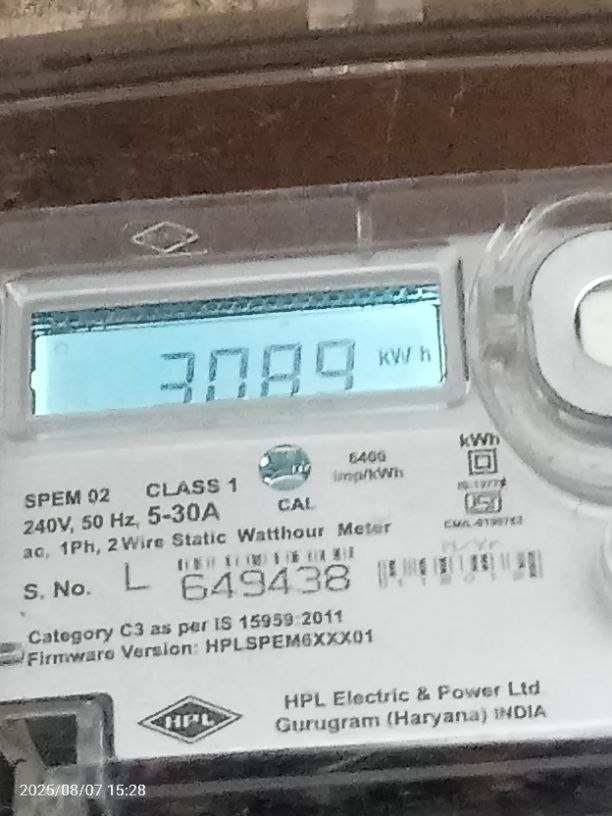 3089 kWh
6400
imp/kWh
kWh
SPEM 02 CLASS 1
CAL
240V, 50 Hz, 5-30A
ac, 1Ph, 2Wire Static Watthour Meter
M/Yr
S. No. L 649438
Category C3 as per IS 15959:2011
Firmware Version: HPLSPEM6XXX01
HPL
HPL Electric & Power Ltd
Gurugram (Haryana) INDIA
2025/08/07 15:28